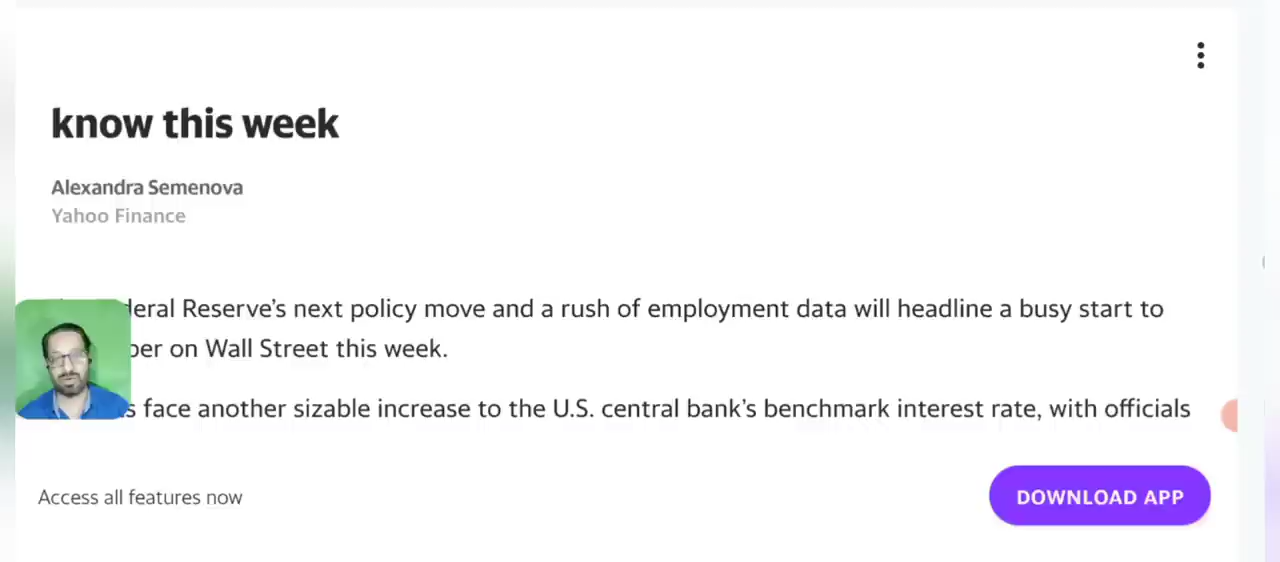 know this week
Alexandra Semenova
Yahoo Finance
Reserve's next policy move and a rush of employment data will headline a busy start to
on Wall Street this week.
face another sizable increase to the U.S. central bank's benchmark interest rate, with officials
Access all features now
DOWNLOAD APP